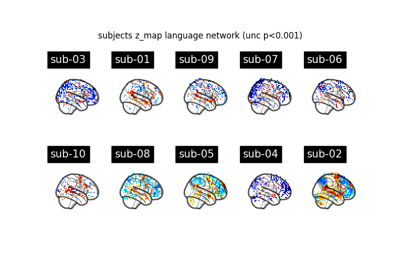 subjects z_map language network (unc p<0.001)
sub-03 sub-01 sub-09 sub-07 sub-06
sub-10 sub-08 sub-05 sub-04 sub-02